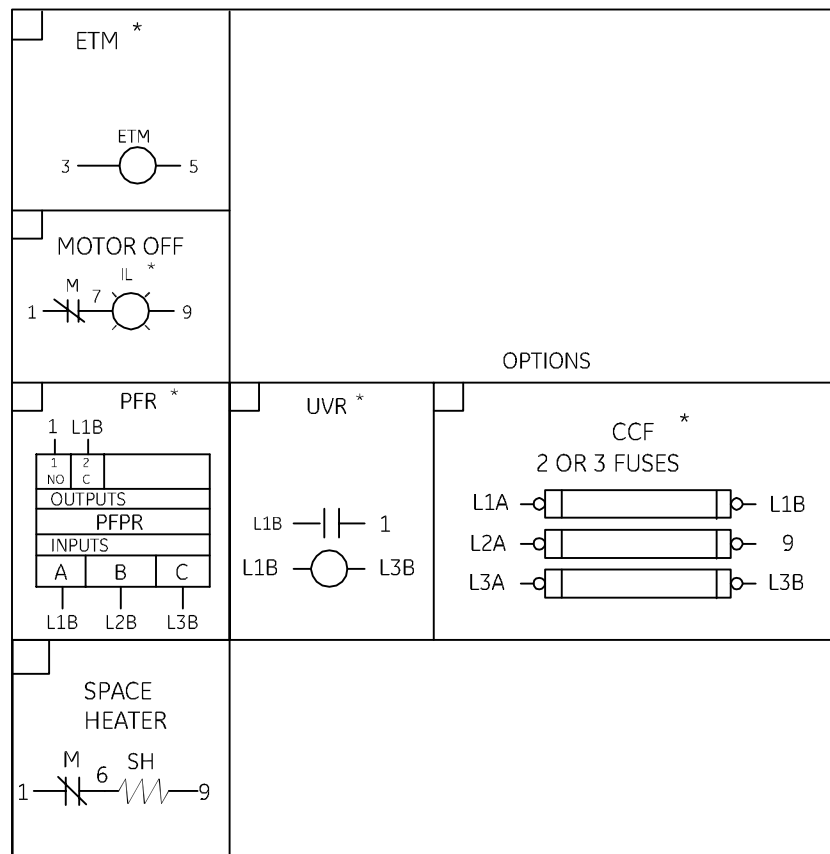 ETM *
ETM
3 5
MOTOR OFF
IL *
M
1 7 9
OPTIONS
PFR *
1 L1B
1 2
NO C
OUTPUTS
PFPR
INPUTS
A B C
L1B L2B L3B
UVR *
L1B 1
L1B L3B
CCF *
2 OR 3 FUSES
L1A L1B
L2A 9
L3A L3B
SPACE
HEATER
M SH
1 6 9